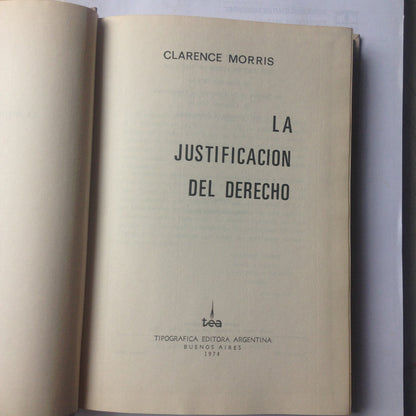 CLARENCE MORRIS
LA
JUSTIFICACION
DEL DERECHO
tea
TIPOGRAFICA EDITORA ARGENTINA
BUENOS AIRES
1974